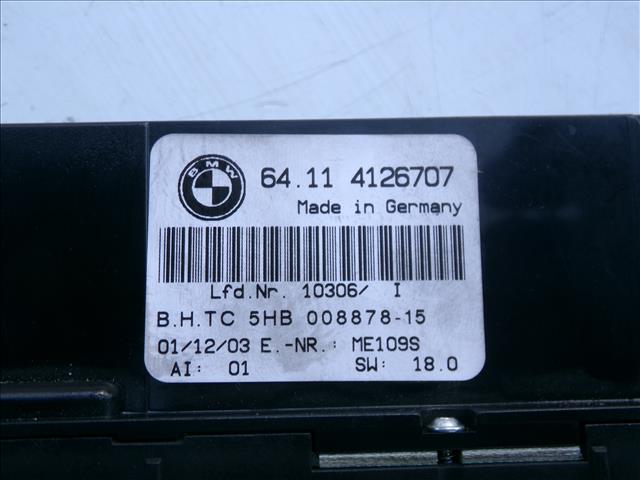 BMW
64.11 4126707
Made in Germany
Lfd.Nr. 10306/ I
B.H.TC 5HB 008878-15
01/12/03 E.-NR.: ME109S
AI: 01 SW: 18.0